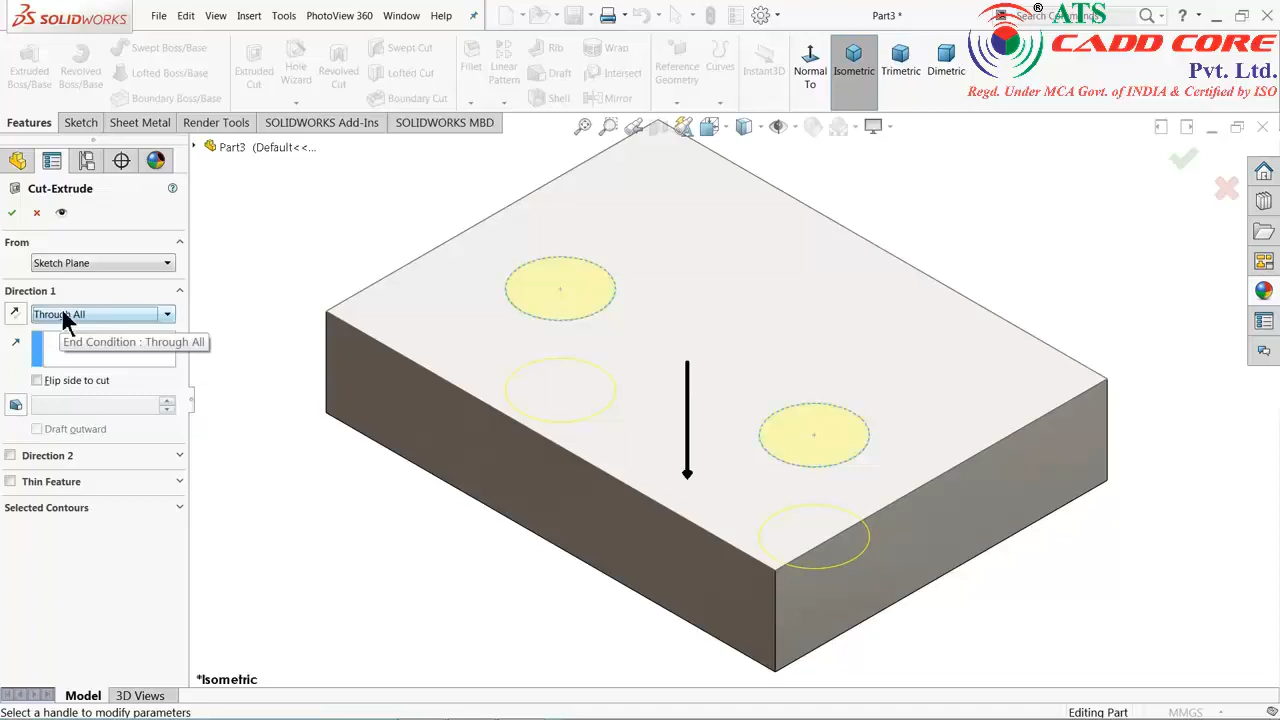 SOLIDWORKS
File Edit View Insert Tools PhotoView 360 Window Help
Part3 *
Search Commands
?
ATS
®
CADD CORE
Pvt. Ltd.
Regd. Under MCA Govt. of INDIA & Certified by ISO
Extruded Boss/Base
Revolved Boss/Base
Swept Boss/Base
Lofted Boss/Base
Boundary Boss/Base
Extruded Cut
Hole Wizard
Revolved Cut
Swept Cut
Lofted Cut
Boundary Cut
Fillet
Linear Pattern
Rib
Draft
Shell
Wrap
Intersect
Mirror
Reference Geometry
Curves
Instant3D
Normal To
Isometric
Trimetric
Dimetric
Features Sketch Sheet Metal Render Tools SOLIDWORKS Add-Ins SOLIDWORKS MBD
Part3 (Default<<...
Cut-Extrude
From
Sketch Plane
Direction 1
Through All
End Condition : Through All
Flip side to cut
Draft outward
Direction 2
Thin Feature
Selected Contours
*Isometric
Model 3D Views
Select a handle to modify parameters
Editing Part
MMGS